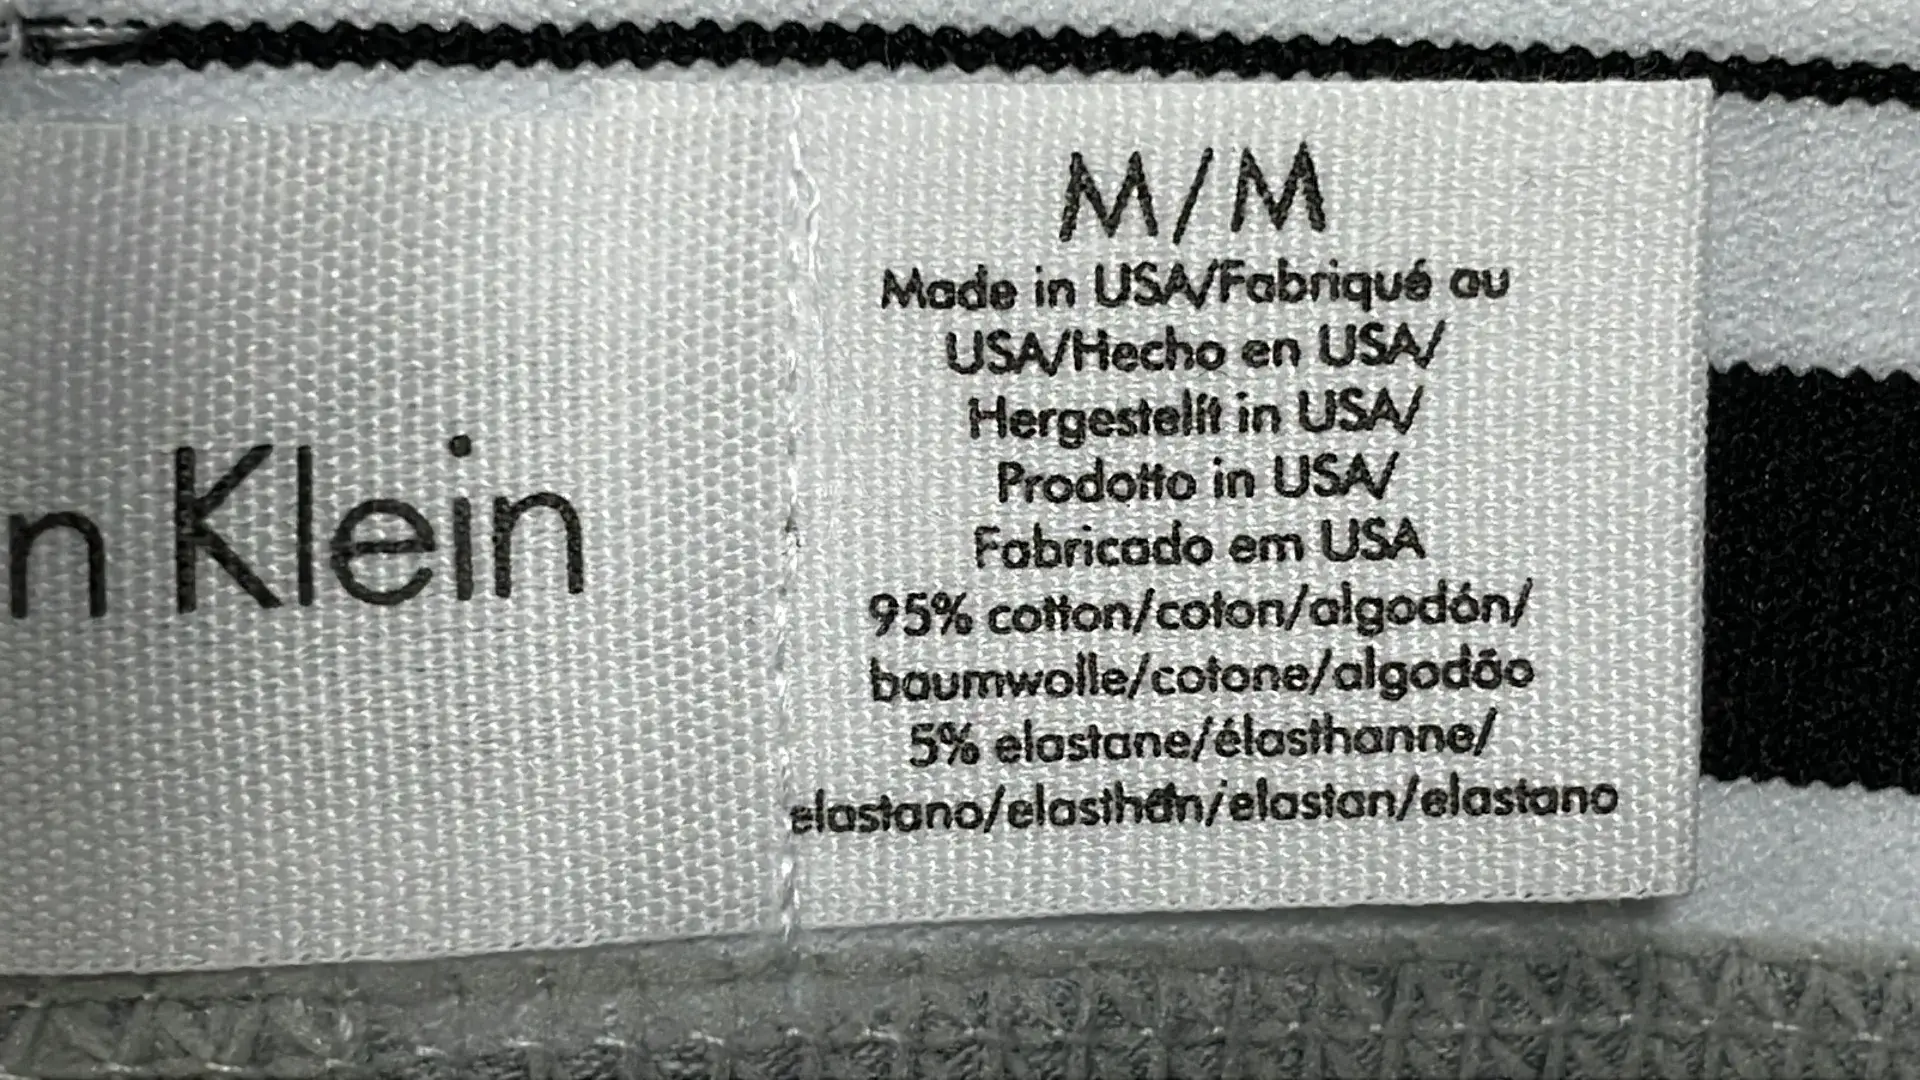 n Klein
M/M
Made in USA/Fabriqué au
USA/Hecho en USA/
Hergestellt in USA/
Prodotto in USA/
Fabricado em USA
95% cotton/coton/algodón/
baumwolle/cotone/algodão
5% elastane/élasthanne/
elastano/elasthan/elastan/elastano